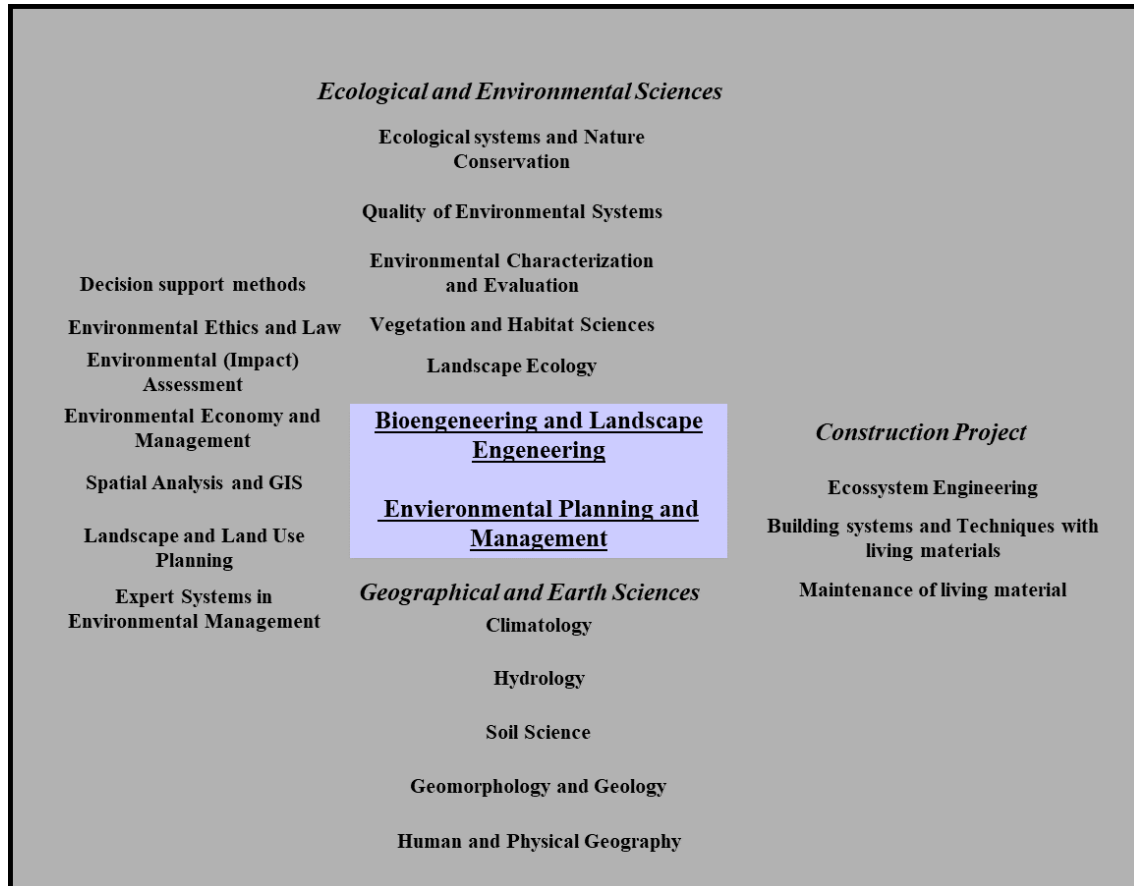 Ecological and Environmental Sciences
Ecological systems and Nature
Conservation
Quality of Environmental Systems
Environmental Characterization
and Evaluation
Vegetation and Habitat Sciences
Landscape Ecology
Decision support methods
Environmental Ethics and Law
Environmental (Impact)
Assessment
Environmental Economy and
Management
Spatial Analysis and GIS
Landscape and Land Use
Planning
Expert Systems in
Environmental Management
Bioengeneering and Landscape
Engeneering
Envieronmental Planning and
Management
Construction Project
Ecossystem Engineering
Building systems and Techniques with
living materials
Maintenance of living material
Geographical and Earth Sciences
Climatology
Hydrology
Soil Science
Geomorphology and Geology
Human and Physical Geography